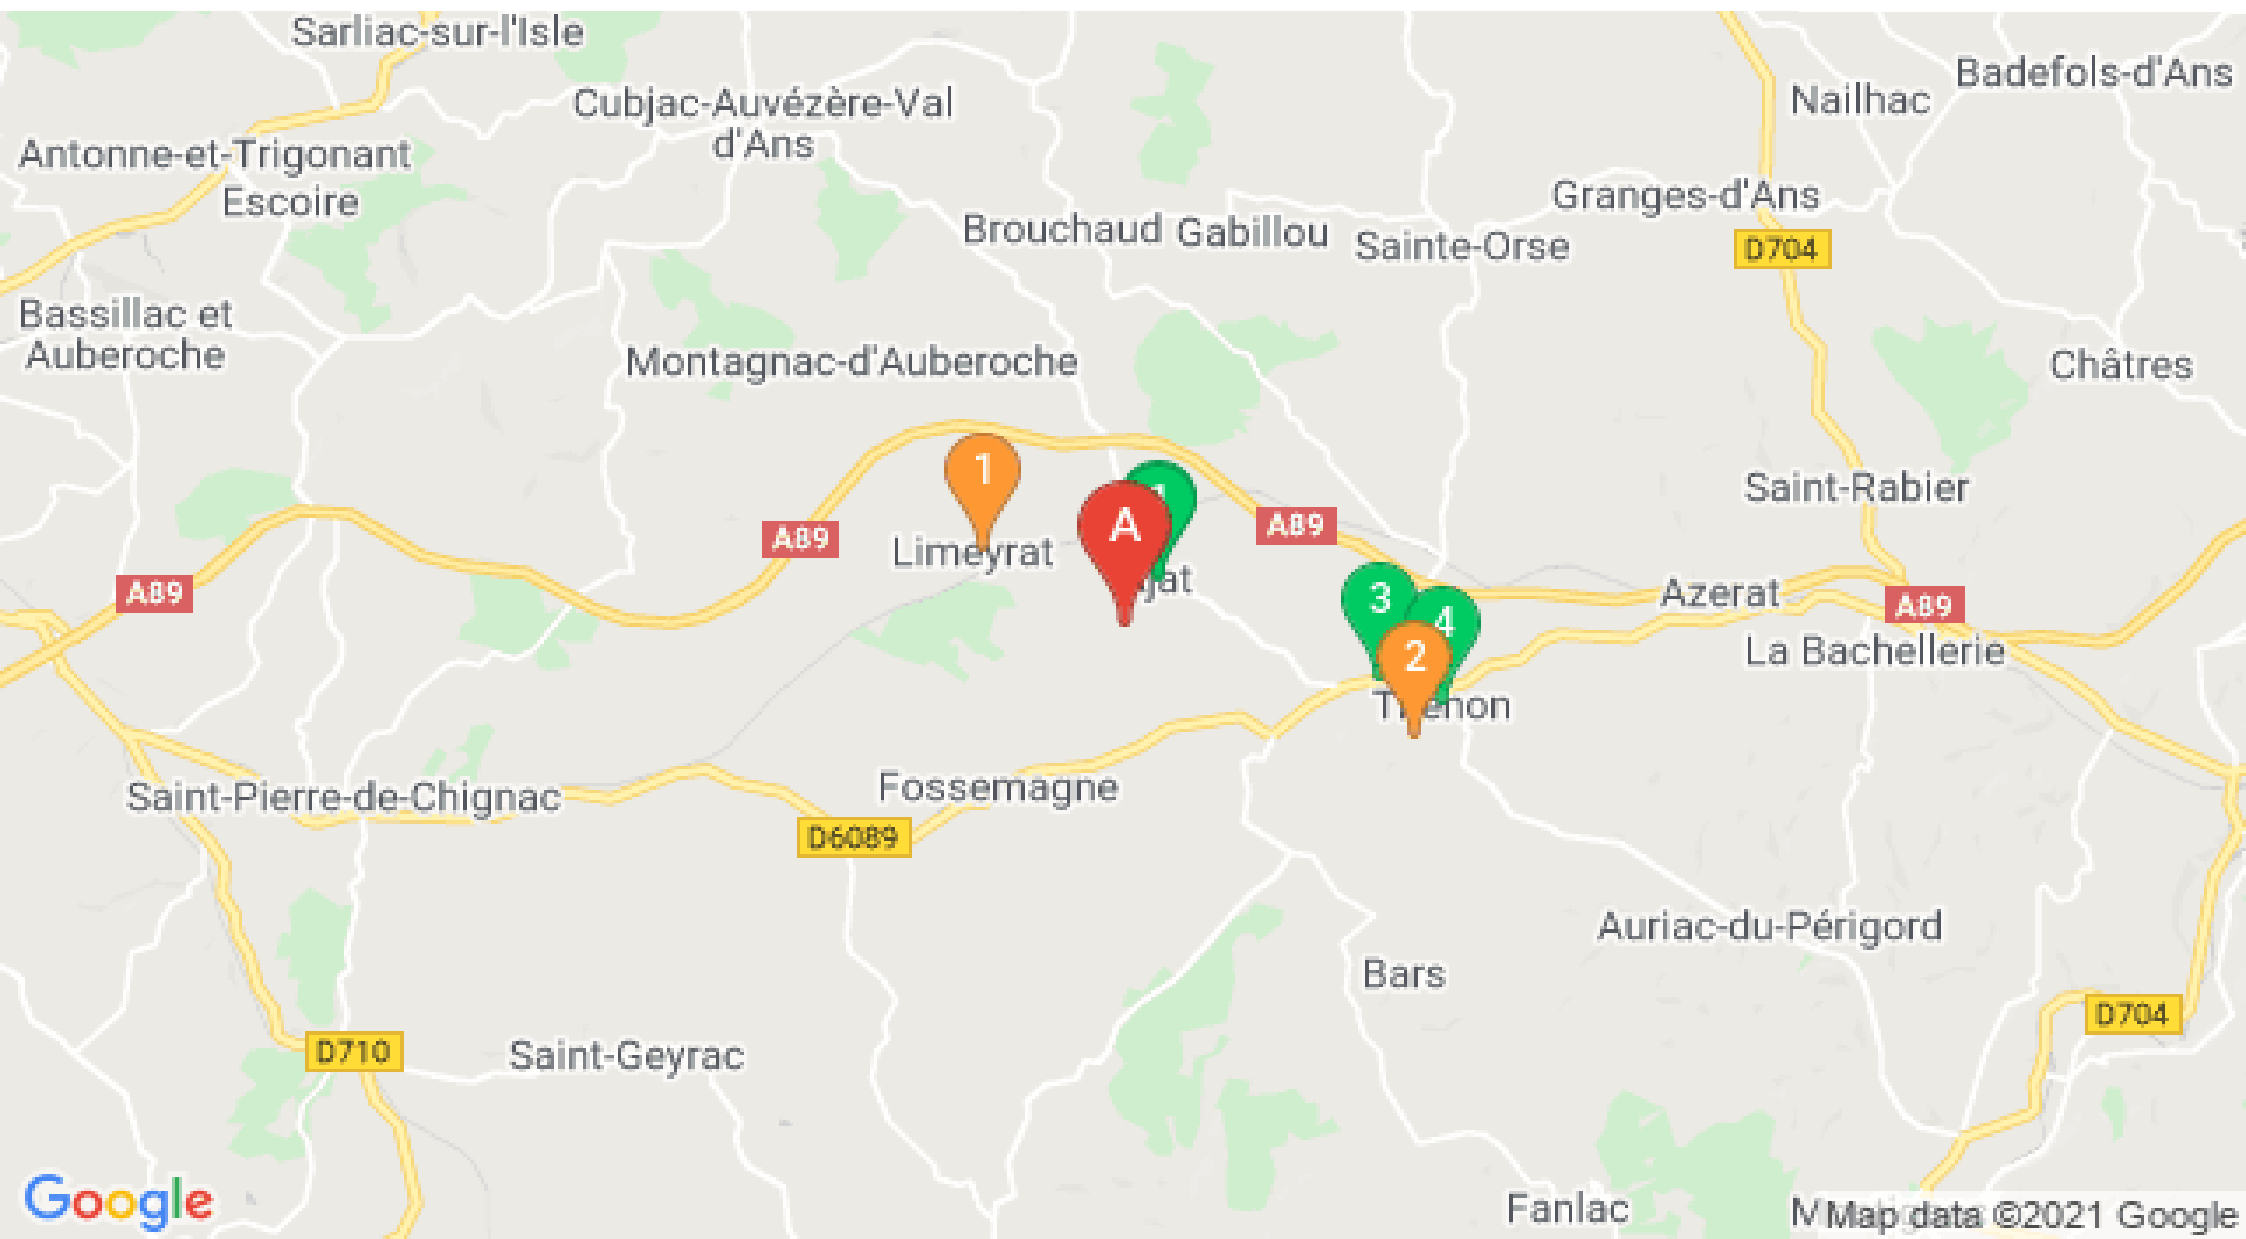 Sarliac-sur-l'Isle
Cubjac-Auvézère-Val
d'Ans
Nailhac
Badefols-d'Ans
Antonne-et-Trigonant
Escoire
Granges-d'Ans
Brouchaud
Gabillou
Sainte-Orse
D704
Bassillac et
Auberoche
Montagnac-d'Auberoche
Châtres
1
1
A
A89
Limeyrat
A89
Saint-Rabier
A89
jat
3
4
2
Azerat
A89
La Bachellerie
Saint-Pierre-de-Chignac
Fossemagne
D6089
Auriac-du-Périgord
Bars
D704
D710
Saint-Geyrac
Google
Fanlac
Map data ©2021 Google